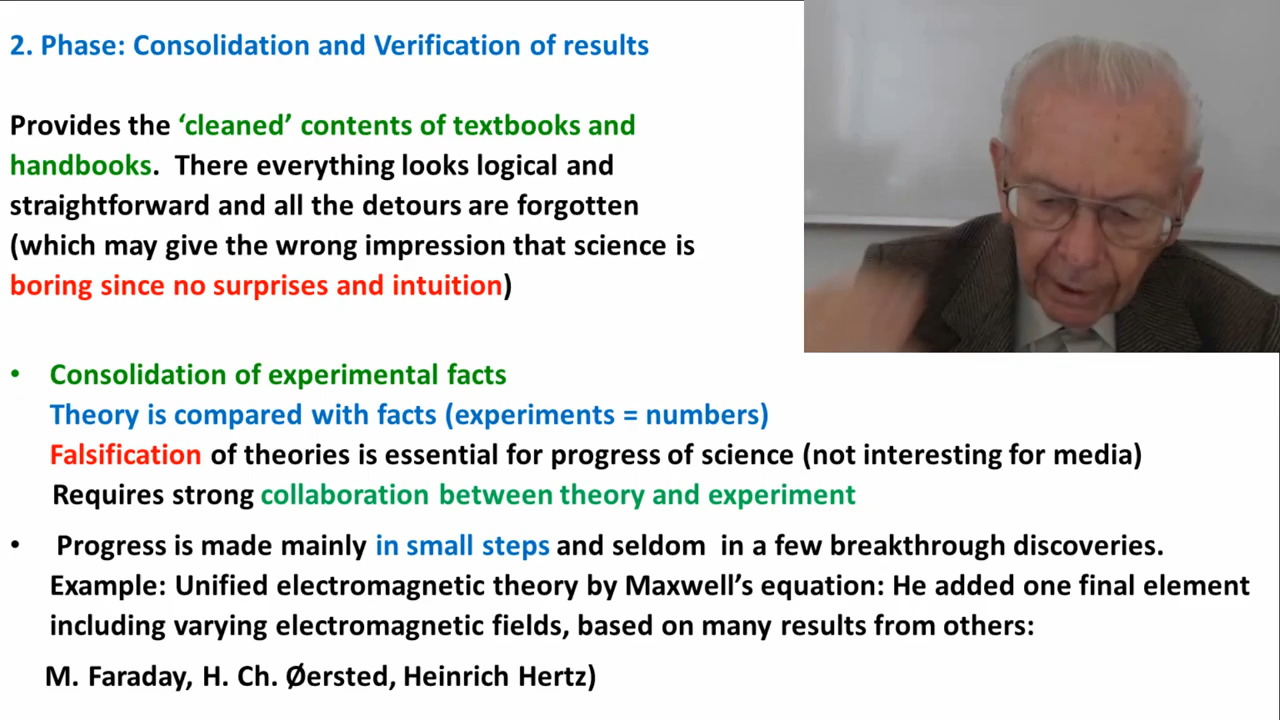 2. Phase: Consolidation and Verification of results
Provides the ‘cleaned’ contents of textbooks and
handbooks. There everything looks logical and
straightforward and all the detours are forgotten
(which may give the wrong impression that science is
boring since no surprises and intuition)
• Consolidation of experimental facts
Theory is compared with facts (experiments = numbers)
Falsification of theories is essential for progress of science (not interesting for media)
Requires strong collaboration between theory and experiment
• Progress is made mainly in small steps and seldom in a few breakthrough discoveries.
Example: Unified electromagnetic theory by Maxwell’s equation: He added one final element
including varying electromagnetic fields, based on many results from others:
M. Faraday, H. Ch. Øersted, Heinrich Hertz)